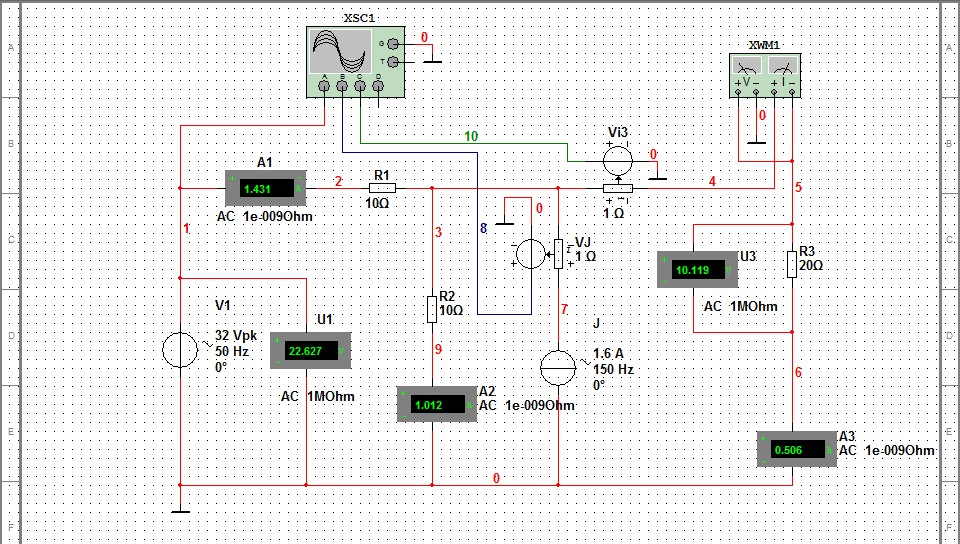 XSC1
G
T
A B C D
0
XWM1
+ V - + I -
0
A
A
B
B
C
C
D
D
E
E
F
F
10
Vi3
0
+ -
1 Ω
4
5
A1
1.431
AC 1e-009Ohm
2
R1
10Ω
1
3
8
0
VJ
1 Ω
U3
10.119
AC 1MOhm
R3
20Ω
R2
10Ω
7
V1
32 Vpk
50 Hz
0°
U1
22.627
AC 1MOhm
9
J
1.6 A
150 Hz
0°
6
A2
1.012
AC 1e-009Ohm
A3
0.506
AC 1e-009Ohm
0